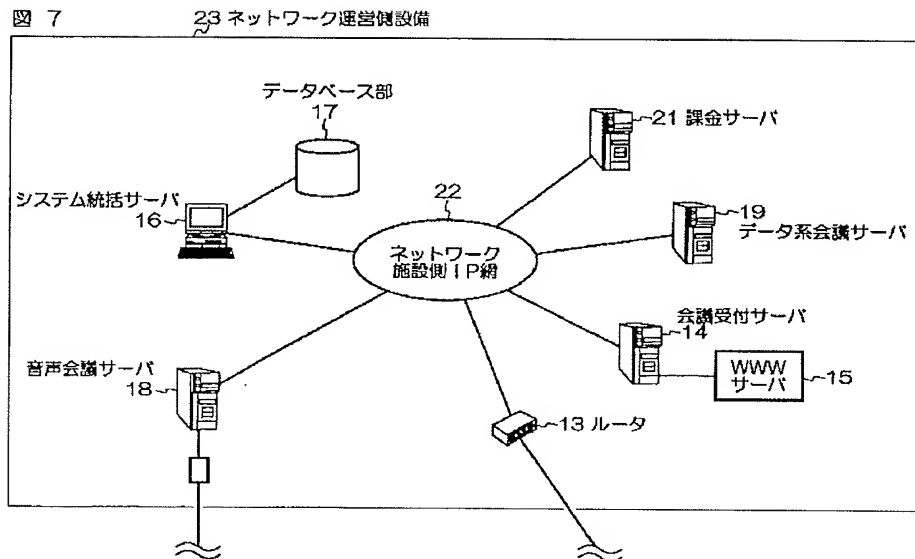 図 7
23 ネットワーク運営側設備
データベース部
17
21 課金サーバ
システム統括サーバ
16
22
ネットワーク
施設側IP網
19
データ系会議サーバ
会議受付サーバ
14
WWW
サーバ
15
音声会議サーバ
18
13 ルータ